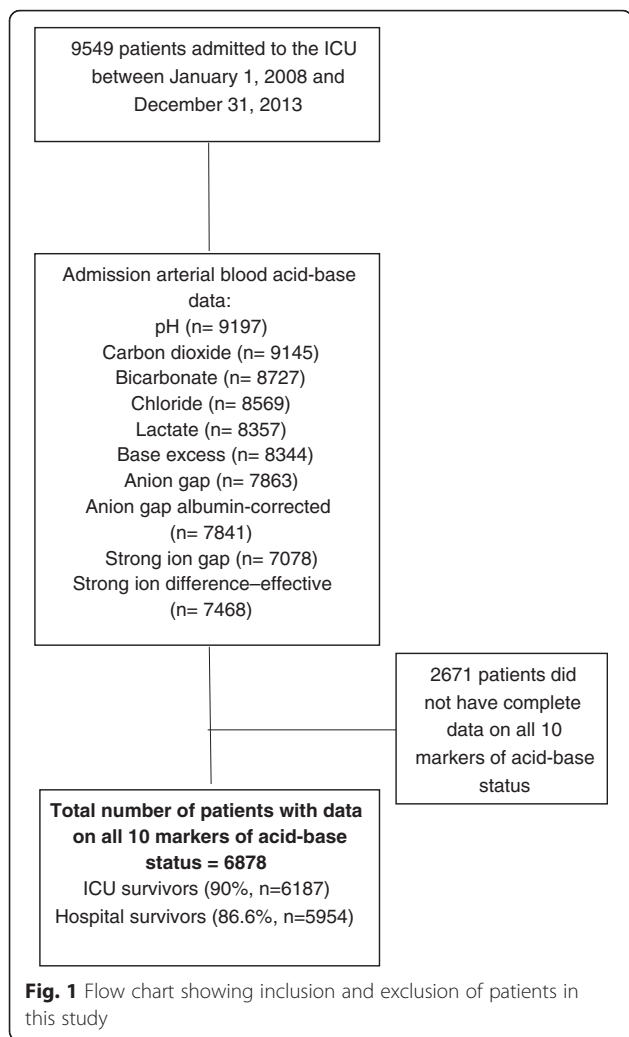 9549 patients admitted to the ICU
between January 1, 2008 and
December 31, 2013
Admission arterial blood acid-base
data:
pH (n= 9197)
Carbon dioxide (n= 9145)
Bicarbonate (n= 8727)
Chloride (n= 8569)
Lactate (n= 8357)
Base excess (n= 8344)
Anion gap (n= 7863)
Anion gap albumin-corrected
(n= 7841)
Strong ion gap (n= 7078)
Strong ion difference–effective
(n= 7468)
2671 patients did
not have complete
data on all 10
markers of acid-base
status
Total number of patients with data
on all 10 markers of acid-base
status = 6878
ICU survivors (90%, n=6187)
Hospital survivors (86.6%, n=5954)
Fig. 1 Flow chart showing inclusion and exclusion of patients in
this study